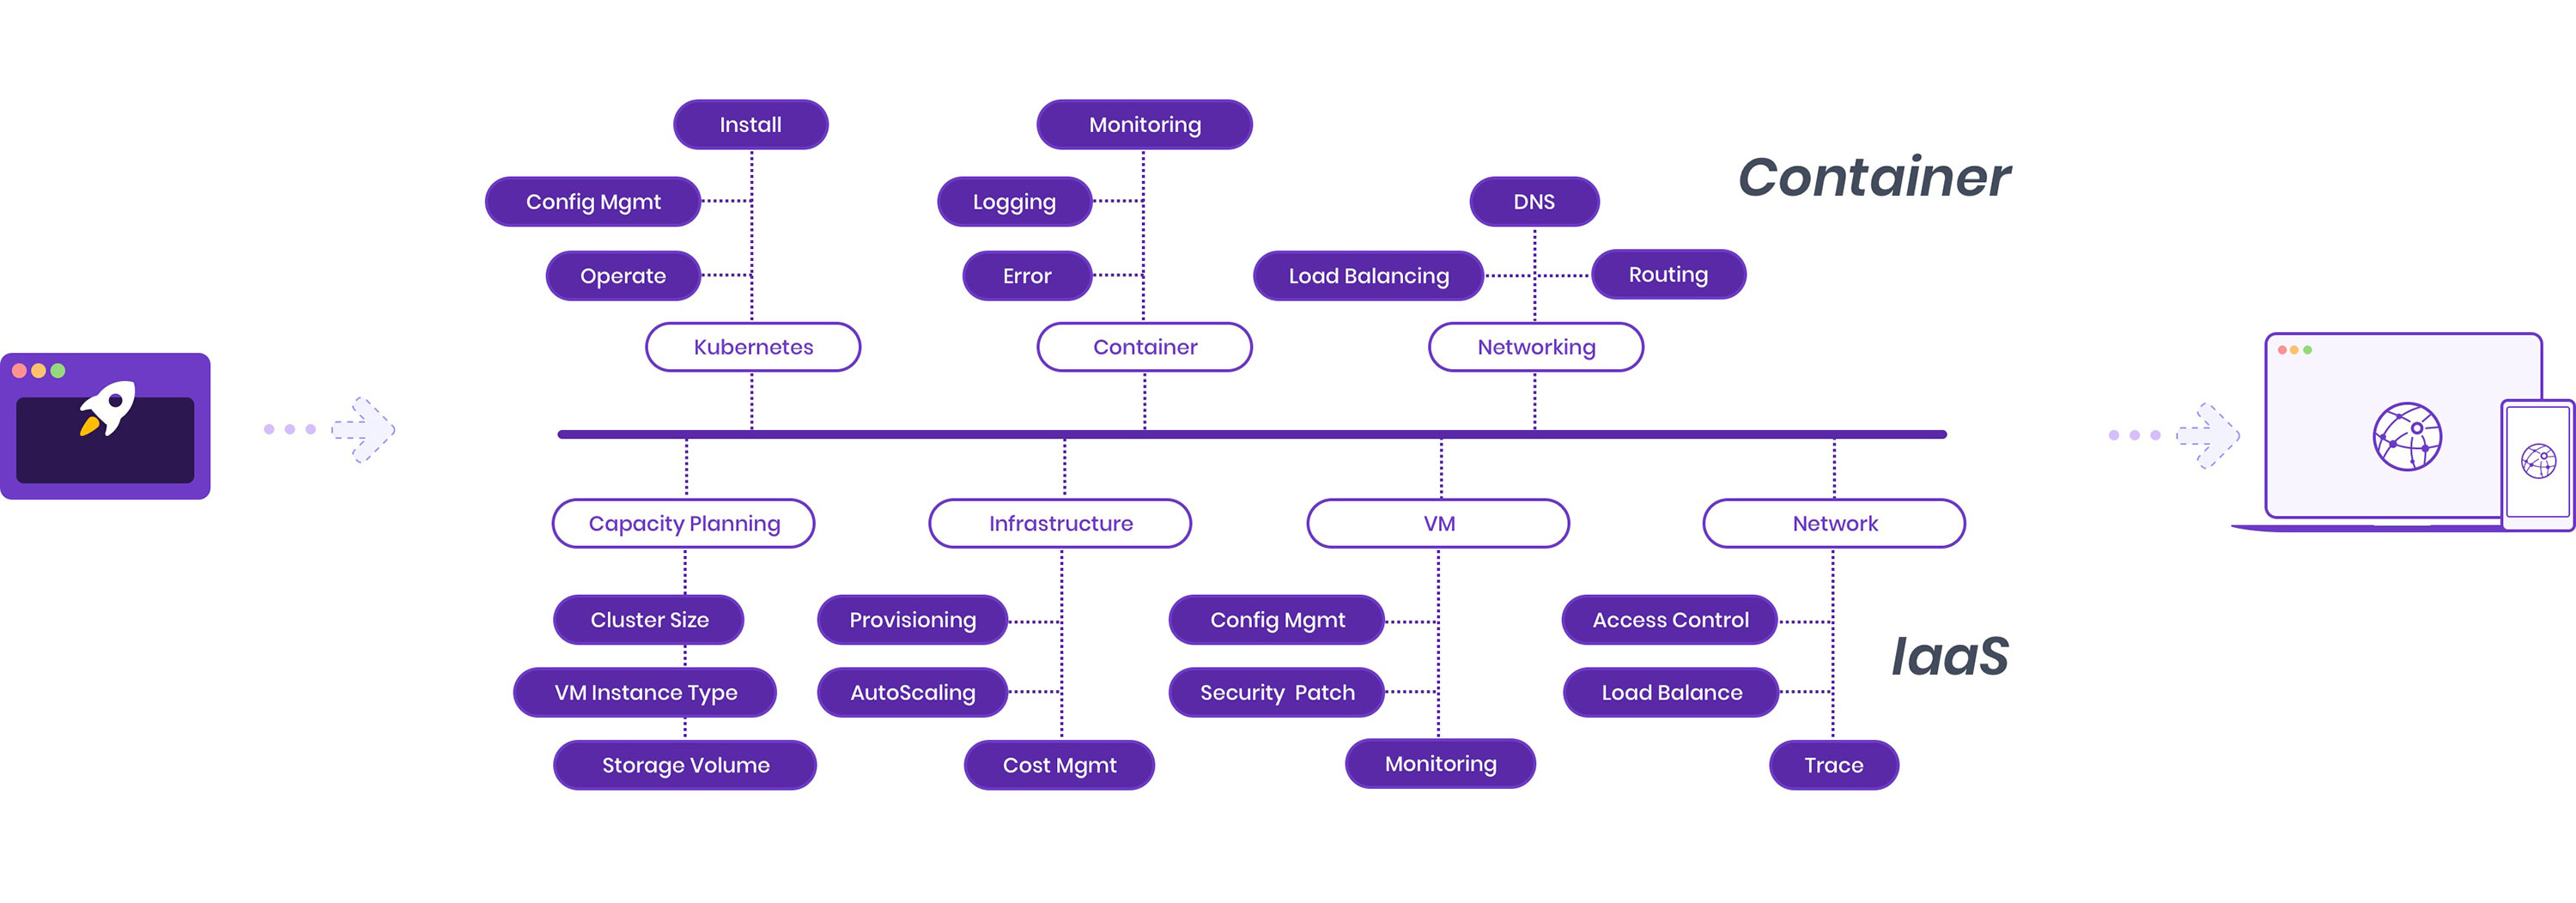 Install
Monitoring
Container
Config Mgmt
Logging
DNS
Operate
Error
Load Balancing
Routing
Kubernetes
Container
Networking
Capacity Planning
Infrastructure
VM
Network
Cluster Size
Provisioning
Config Mgmt
Access Control
IaaS
VM Instance Type
AutoScaling
Security Patch
Load Balance
Storage Volume
Cost Mgmt
Monitoring
Trace